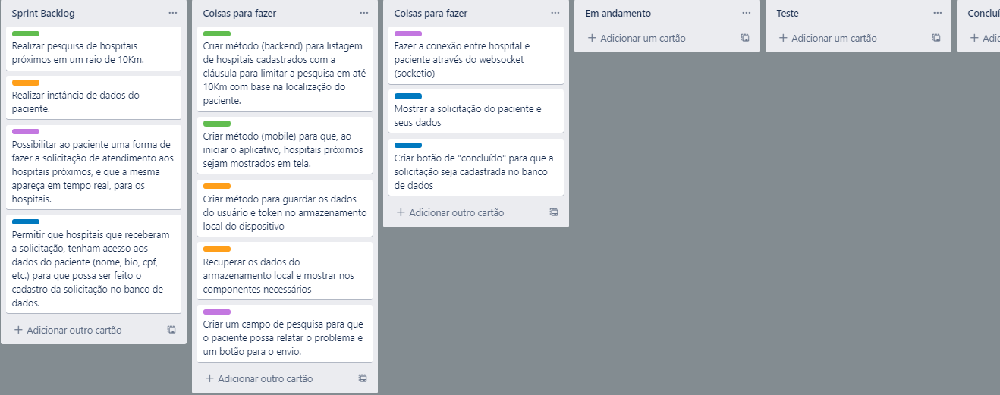 Sprint Backlog
Realizar pesquisa de hospitais
próximos em um raio de 10Km.
Realizar instância de dados do
paciente.
Possibilitar ao paciente uma forma de
fazer a solicitação de atendimento aos
hospitais próximos, e que a mesma
apareça em tempo real, para os
hospitais.
Permitir que hospitais que receberam
a solicitação, tenham acesso aos
dados do paciente (nome, bio, cpf,
etc.) para que possa ser feito o
cadastro da solicitação no banco de
dados.
+ Adicionar outro cartão
Coisas para fazer
Criar método (backend) para listagem
de hospitais cadastrados com a
cláusula para limitar a pesquisa em até
10Km com base na localização do
paciente.
Criar método (mobile) para que, ao
iniciar o aplicativo, hospitais próximos
sejam mostrados em tela.
Criar método para guardar os dados
do usuário e token no armazenamento
local do dispositivo
Recuperar os dados do
armazenamento local e mostrar nos
componentes necessários
Criar um campo de pesquisa para que
o paciente possa relatar o problema e
um botão para o envio.
+ Adicionar outro cartão
Coisas para fazer
Fazer a conexão entre hospital e
paciente através do websocket
(socketio)
Mostrar a solicitação do paciente e
seus dados
Criar botão de "concluído" para que a
solicitação seja cadastrada no banco
de dados
+ Adicionar outro cartão
Em andamento
+ Adicionar um cartão
Teste
+ Adicionar um cartão
Concluí
+ Adic